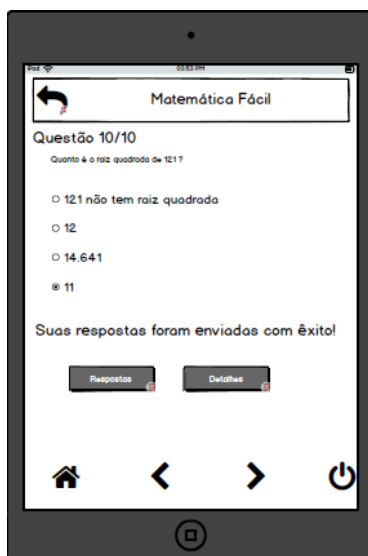 iPod 03:53 PM
Matemática Fácil
Questão 10/10
Quanto é a raiz quadrada de 121 ?
121 não tem raiz quadrada
12
14.641
11
Suas respostas foram enviadas com êxito!
Respostas Detalhes